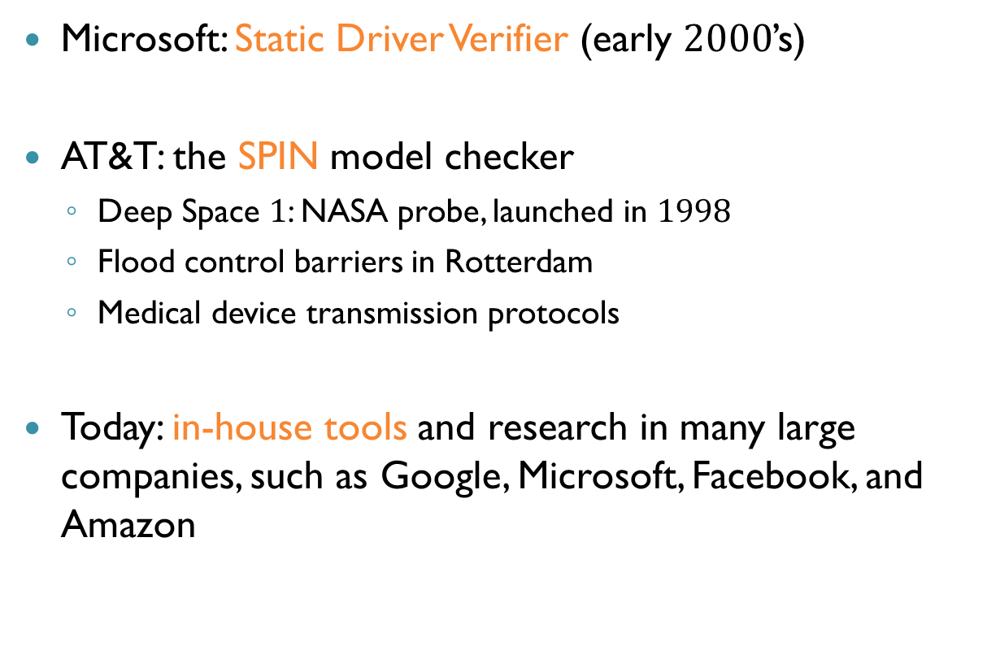 • Microsoft: Static Driver Verifier (early 2000’s)
• AT&T: the SPIN model checker
◦ Deep Space 1: NASA probe, launched in 1998
◦ Flood control barriers in Rotterdam
◦ Medical device transmission protocols
• Today: in-house tools and research in many large
companies, such as Google, Microsoft, Facebook, and
Amazon